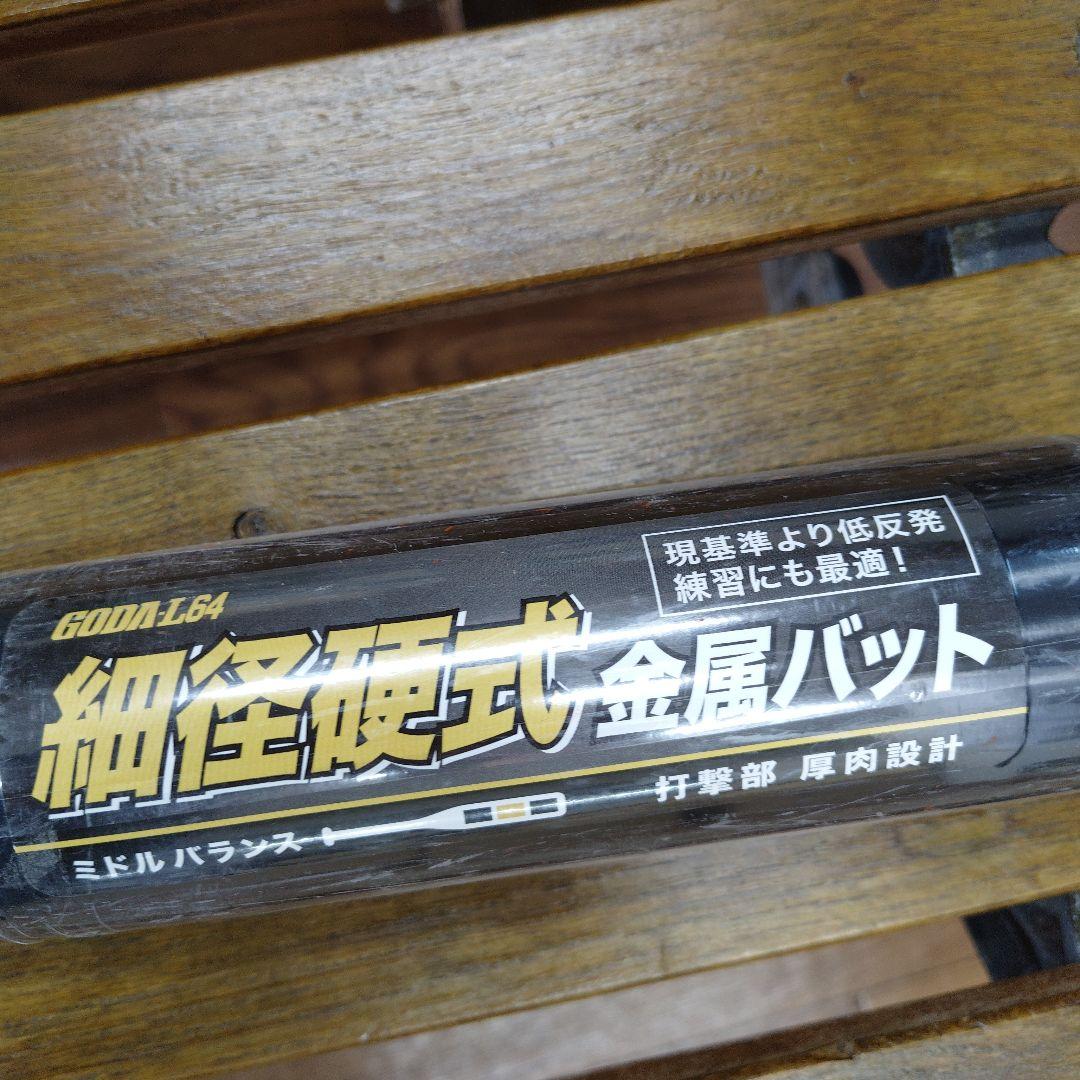 現基準より低反発
練習にも最適!
GODA-L64
細径硬式金属バット
打撃部 厚肉設計
ミドルバランス